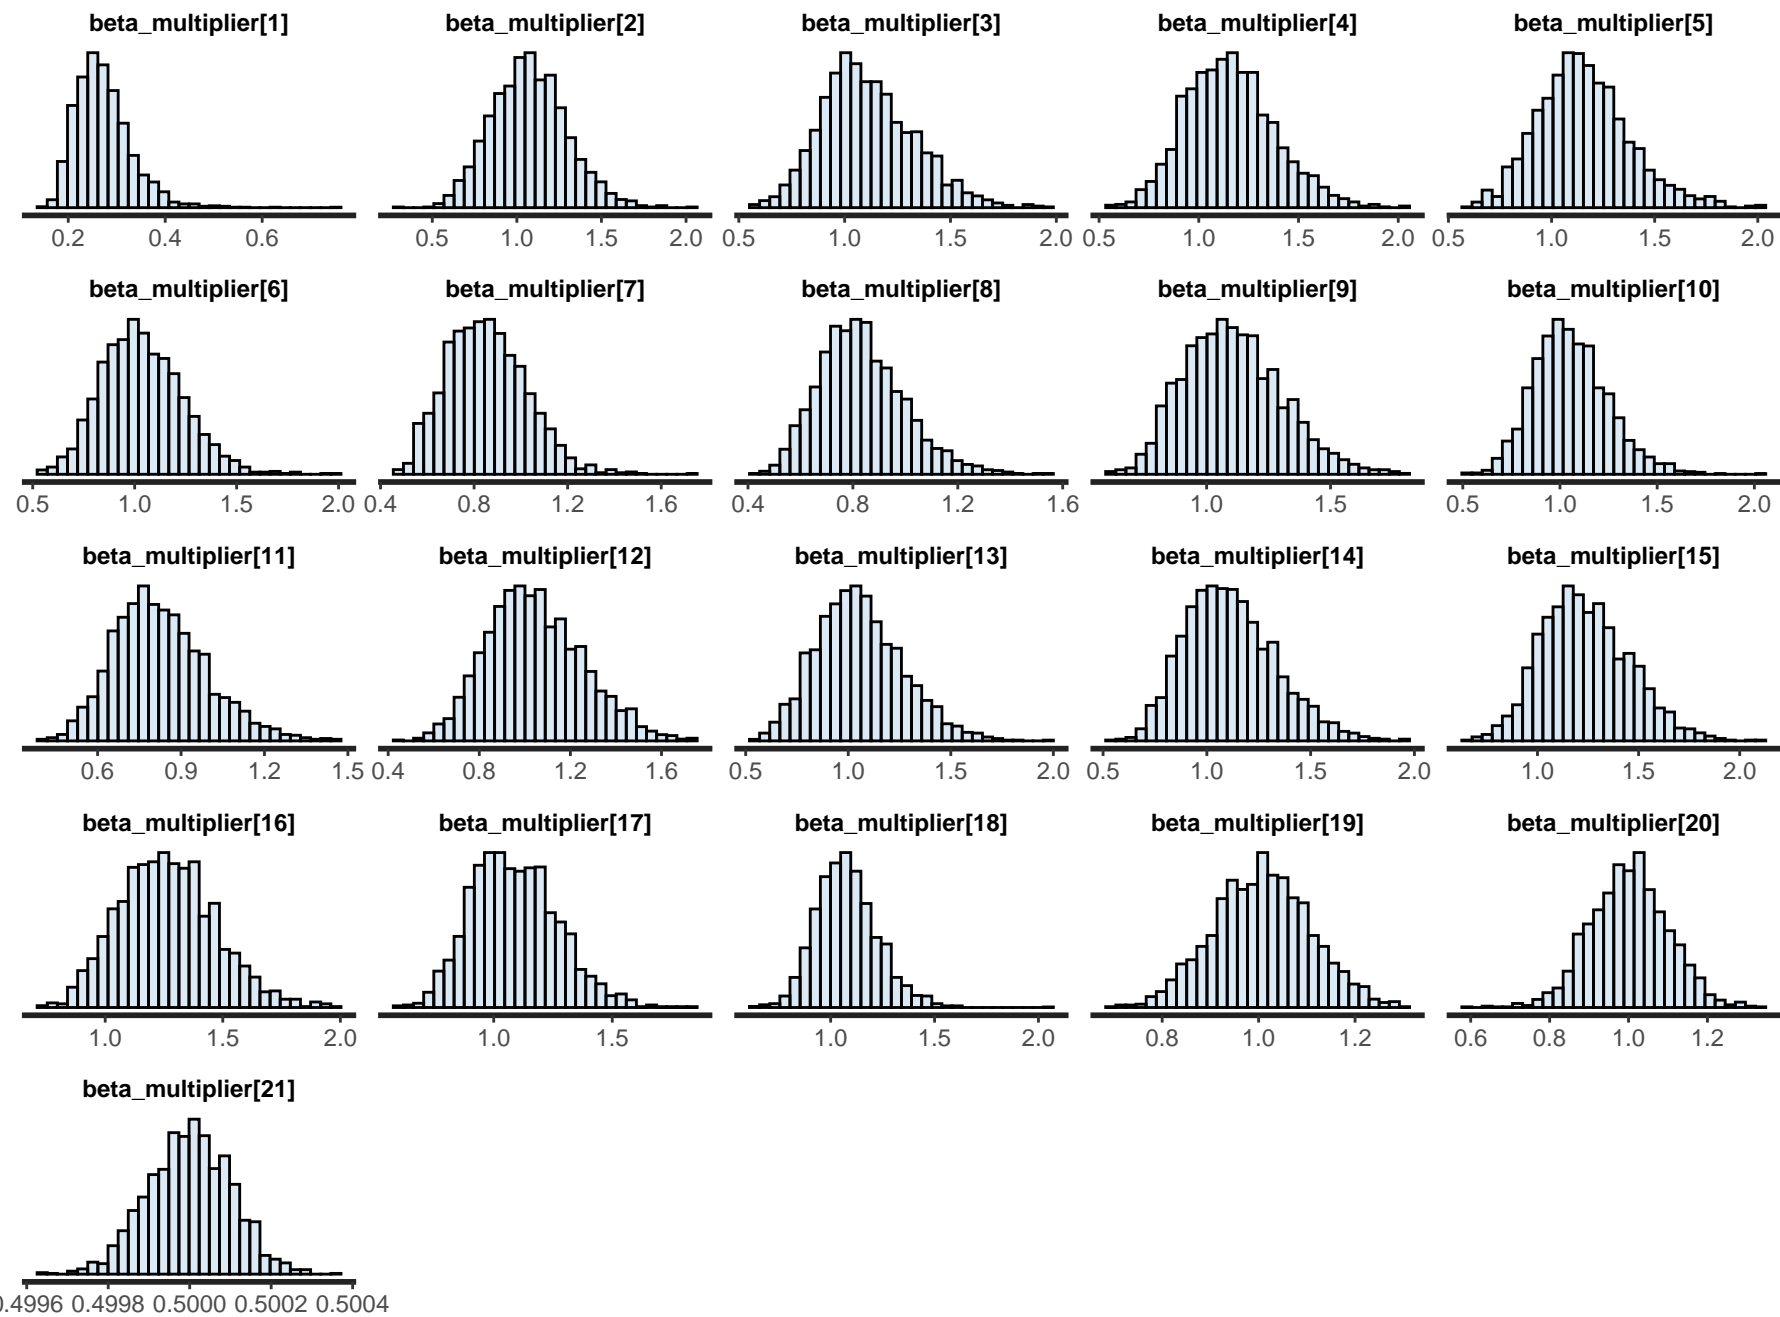 beta_multiplier[1] beta_multiplier[2] beta_multiplier[3] beta_multiplier[4] beta_multiplier[5]
0.2 0.4 0.6 0.5 1.0 1.5 2.0 0.5 1.0 1.5 2.0 0.5 1.0 1.5 2.0 0.5 1.0 1.5 2.0
beta_multiplier[6] beta_multiplier[7] beta_multiplier[8] beta_multiplier[9] beta_multiplier[10]
0.5 1.0 1.5 2.0 0.4 0.8 1.2 1.6 0.4 0.8 1.2 1.6 1.0 1.5 0.5 1.0 1.5 2.0
beta_multiplier[11] beta_multiplier[12] beta_multiplier[13] beta_multiplier[14] beta_multiplier[15]
0.6 0.9 1.2 1.5 0.4 0.8 1.2 1.6 0.5 1.0 1.5 2.0 0.5 1.0 1.5 2.0 1.0 1.5 2.0
beta_multiplier[16] beta_multiplier[17] beta_multiplier[18] beta_multiplier[19] beta_multiplier[20]
1.0 1.5 2.0 1.0 1.5 1.0 1.5 2.0 0.8 1.0 1.2 0.6 0.8 1.0 1.2
beta_multiplier[21]
0.4996 0.4998 0.5000 0.5002 0.5004